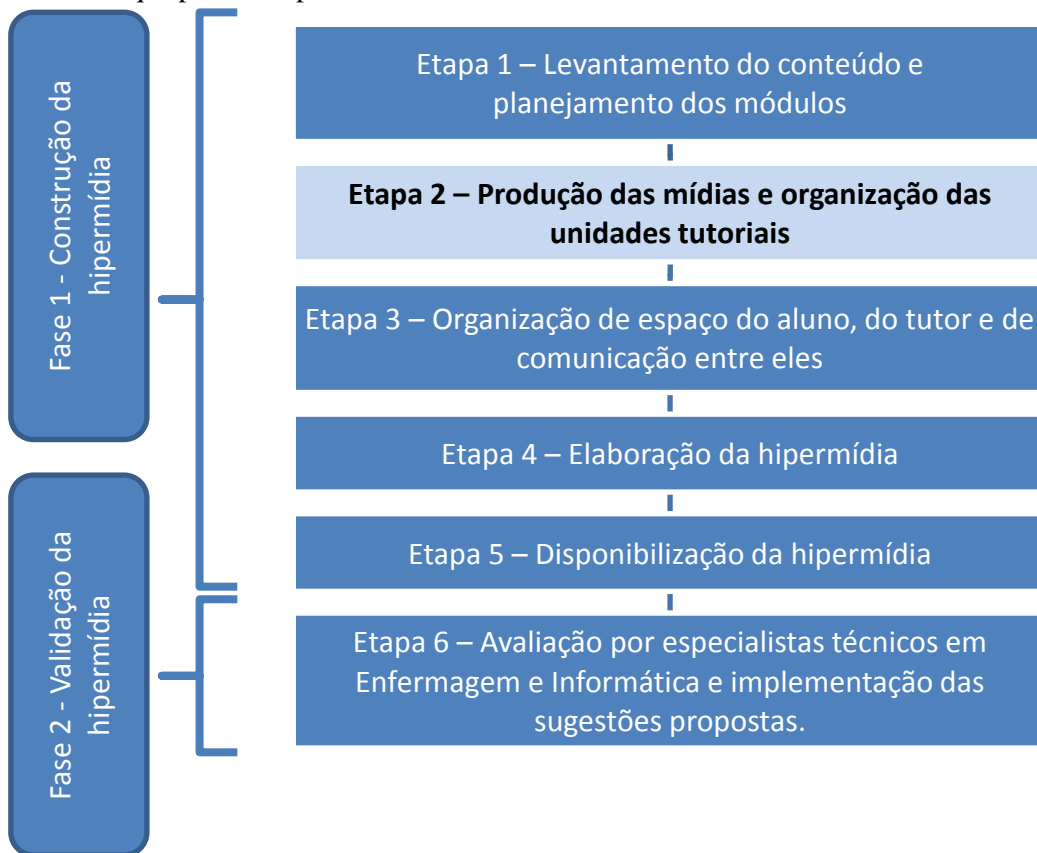 Fase 1 - Construção da
hipermídia
Etapa 1 – Levantamento do conteúdo e
planejamento dos módulos
Etapa 2 – Produção das mídias e organização das
unidades tutoriais
Etapa 3 – Organização de espaço do aluno, do tutor e de
comunicação entre eles
Etapa 4 – Elaboração da hipermídia
Etapa 5 – Disponibilização da hipermídia
Fase 2 - Validação da
hipermídia
Etapa 6 – Avaliação por especialistas técnicos em
Enfermagem e Informática e implementação das
sugestões propostas.